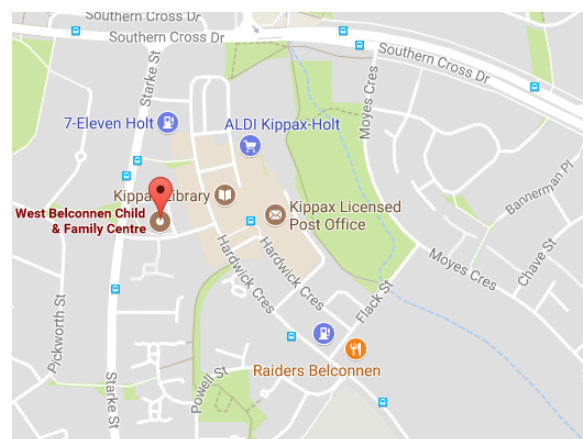 Southern Cross Dr
Southern Cross Dr
Southern Cross Dr
Starke St
Moyes Cres
7-Eleven Holt
ALDI Kippax-Holt
Bannerman Pl
Kippax Library
West Belconnen Child
& Family Centre
Kippax Licensed
Post Office
Hardwick Cres
Hardwick Cres
Moyes Cres
Chave St
Pickworth St
Flack St
Raiders Belconnen
Powell St
Starke St